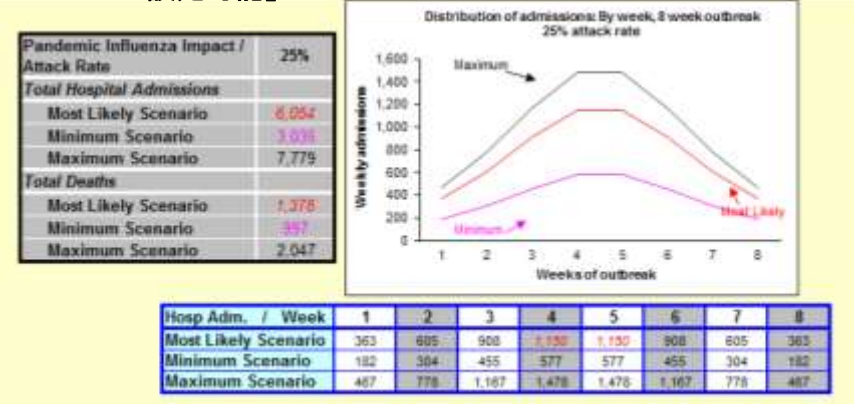 Pandemic Influenza Impact /
Attack Rate
25%
Total Hospital Admissions
Most Likely Scenario 6,054
Minimum Scenario
Maximum Scenario 7,779
Total Deaths
Most Likely Scenario 1,378
Minimum Scenario
Maximum Scenario 2,047
Distribution of admissions: By week, 8 week outbreak
25% attack rate
Weekly admissions
1,600
1,400
1,200
1,000
800
600
400
200
0
Maximum
Most Likely
Minimum
1 2 3 4 5 6 7 8
Weeks of outbreak
Hosp Adm. / Week 1 2 3 4 5 6 7 8
Most Likely Scenario 363 605 908 1,150 1,150 908 605 363
Minimum Scenario 182 304 455 577 577 455 304 182
Maximum Scenario 467 778 1,167 1,478 1,478 1,167 778 467